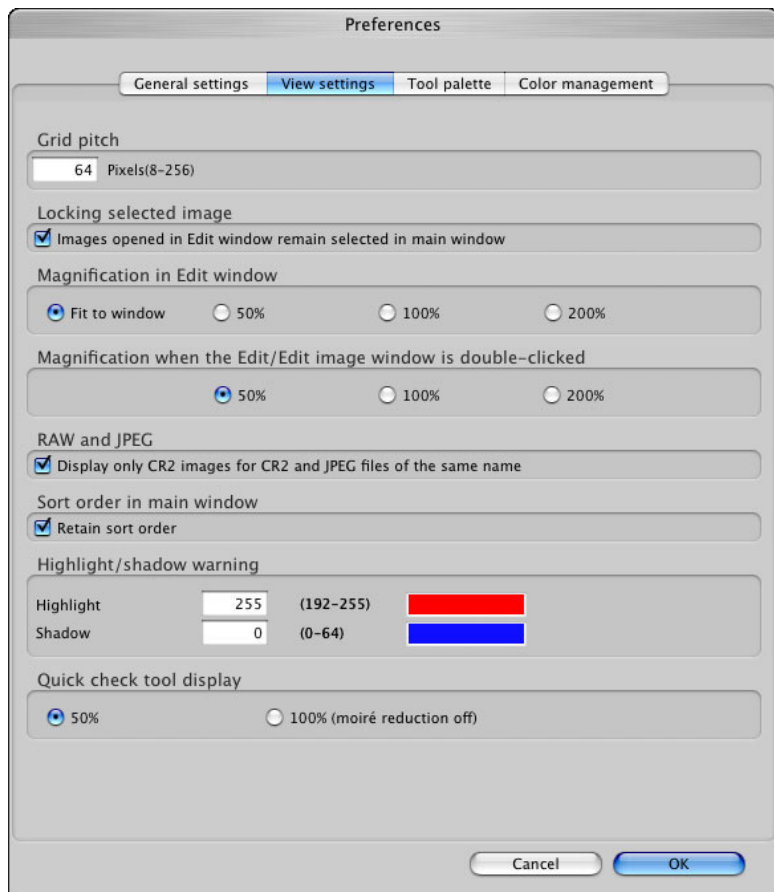 Preferences
General settings View settings Tool palette Color management
Grid pitch
64 Pixels(8-256)
Locking selected image
Images opened in Edit window remain selected in main window
Magnification in Edit window
Fit to window 50% 100% 200%
Magnification when the Edit/Edit image window is double-clicked
50% 100% 200%
RAW and JPEG
Display only CR2 images for CR2 and JPEG files of the same name
Sort order in main window
Retain sort order
Highlight/shadow warning
Highlight 255 (192-255)
Shadow 0 (0-64)
Quick check tool display
50% 100% (moiré reduction off)
Cancel OK